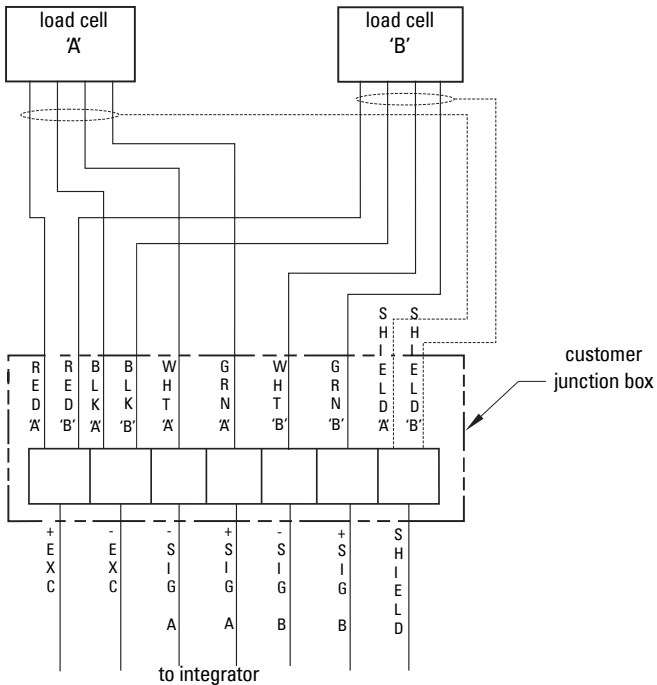 load cell
'A'
load cell
'B'
customer
junction box
RED 'A'
RED 'B'
BLK 'A'
BLK 'B'
WHT 'A'
GRN 'A'
WHT 'B'
GRN 'B'
SHIELD 'A'
SHIELD 'B'
+EXC
-EXC
-SIG A
+SIG A
-SIG B
+SIG B
SHIELD
to integrator